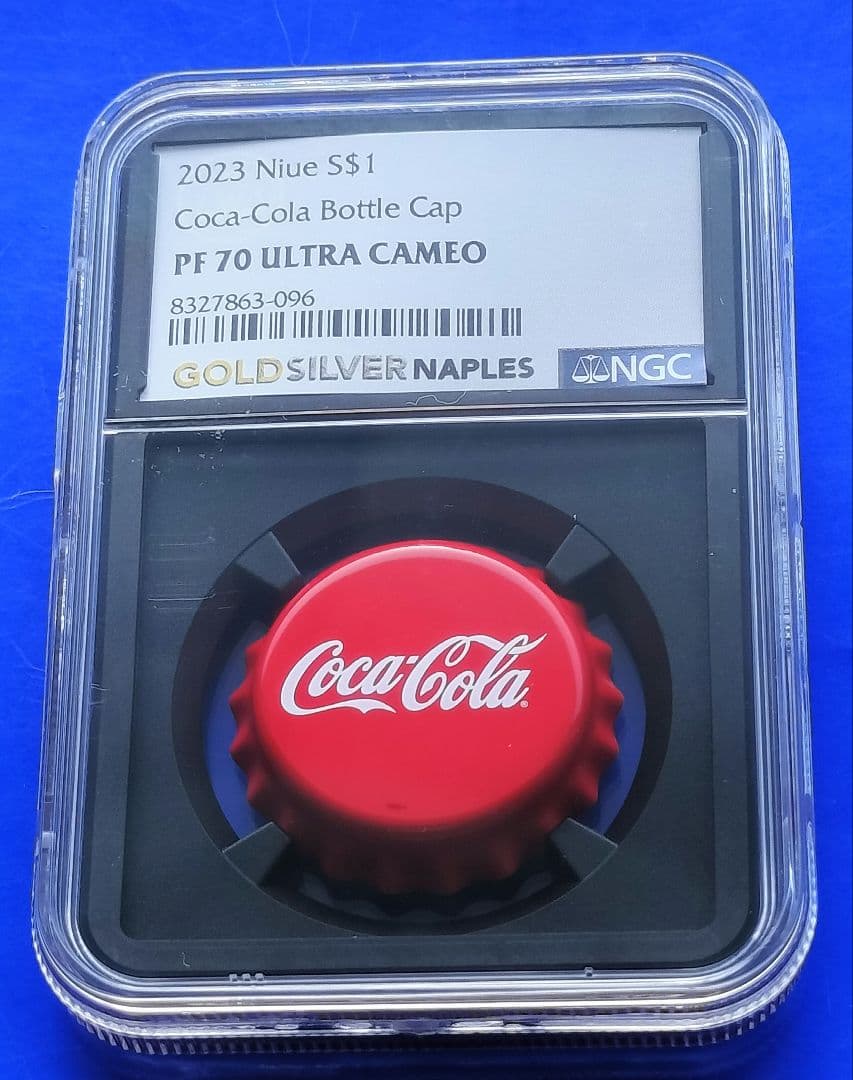 2023 Niue S$1
Coca-Cola Bottle Cap
PF 70 ULTRA CAMEO
8327863-096
GOLDSILVER NAPLES
NGC
Coca-Cola®